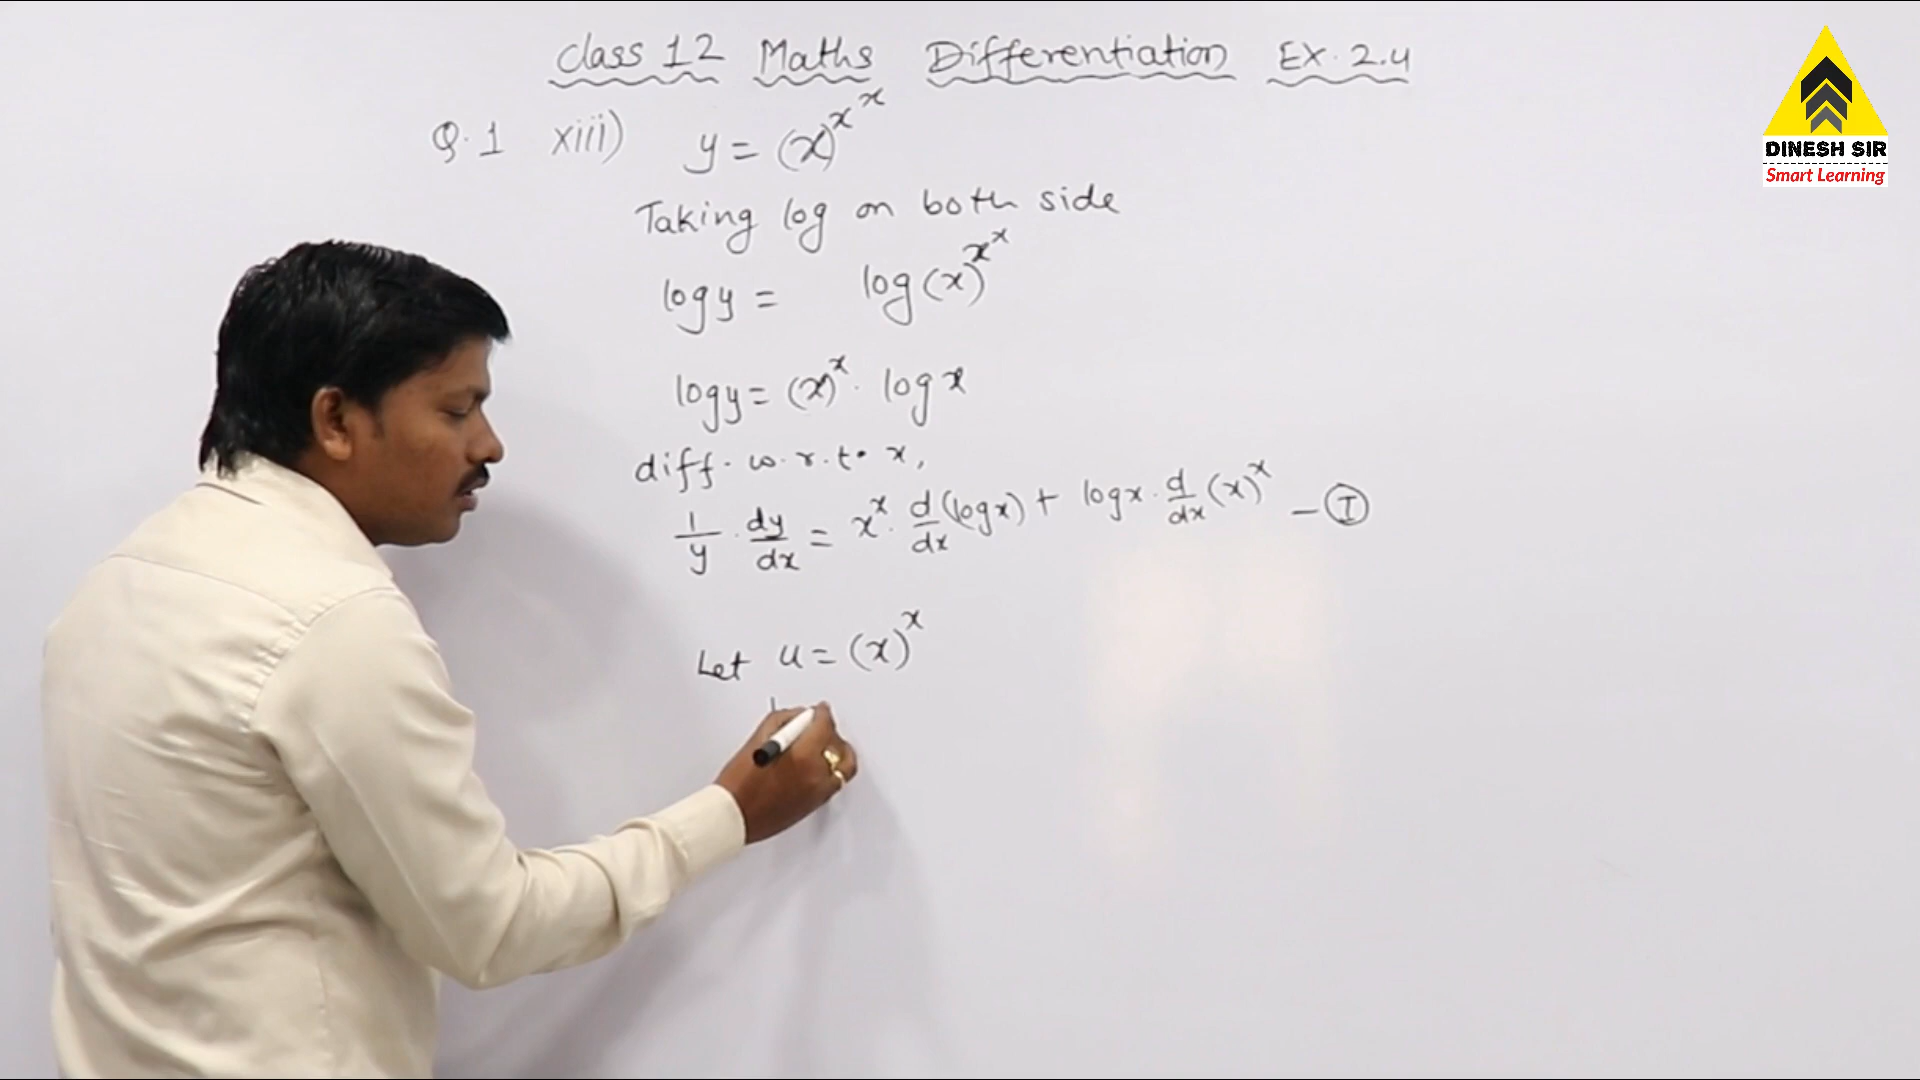 Class 12 Maths Differentiation EX. 2.4
DINESH SIR
Smart Learning
Q.1 xiii) y = (x)^x^x
Taking log on both side
log y = log (x)^x^x
log y = (x)^x . log x
diff. w.r.to x,
1/y . dy/dx = x^x . d/dx (log x) + log x . d/dx (x)^x - I
Let u = (x)^x